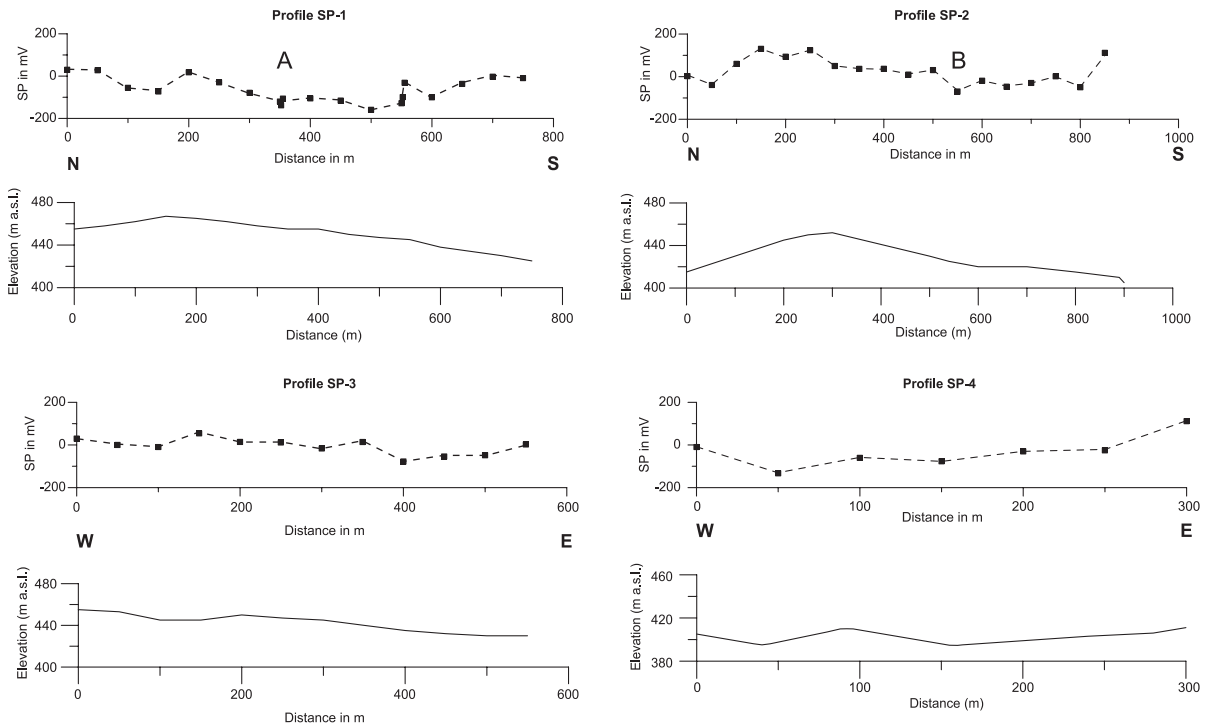 Profile SP-1
SP in mV
200
0
-200
A
0
200
400
600
800
Distance in m
N
S
Elevation (m a.s.l.)
480
440
400
0
200
400
600
800
Distance (m)
Profile SP-2
SP in mV
200
0
-200
B
0
200
400
600
800
1000
Distance in m
N
S
Elevation (m a.s.l.)
480
440
400
0
200
400
600
800
1000
Distance (m)
Profile SP-3
SP in mV
200
0
-200
0
200
400
600
Distance in m
W
E
Elevation (m a.s.l.)
480
440
400
0
200
400
600
Distance in m
Profile SP-4
SP in mV
200
0
-200
0
100
200
300
Distance in m
W
E
Elevation (m a.s.l.)
460
420
380
0
100
200
300
Distance (m)